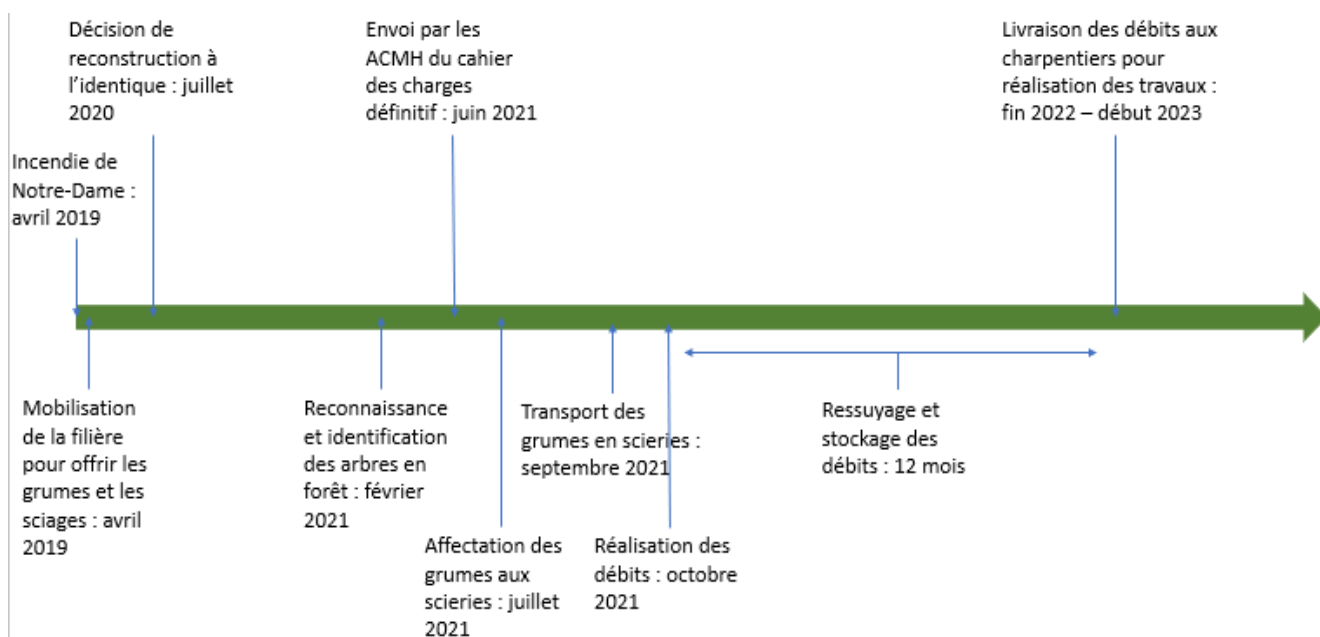 Décision de
reconstruction à
l’identique : juillet
2020
Envoi par les
ACMH du cahier
des charges
définitif : juin 2021
Livraison des débits aux
charpentiers pour
réalisation des travaux :
fin 2022 – début 2023
Incendie de
Notre-Dame :
avril 2019
Mobilisation
de la filière
pour offrir les
grumes et les
sciages : avril
2019
Reconnaissance
et identification
des arbres en
forêt : février
2021
Transport des
grumes en scieries :
septembre 2021
Ressuyage et
stockage des
débits : 12 mois
Affectation des
grumes aux
scieries : juillet
2021
Réalisation des
débits : octobre
2021